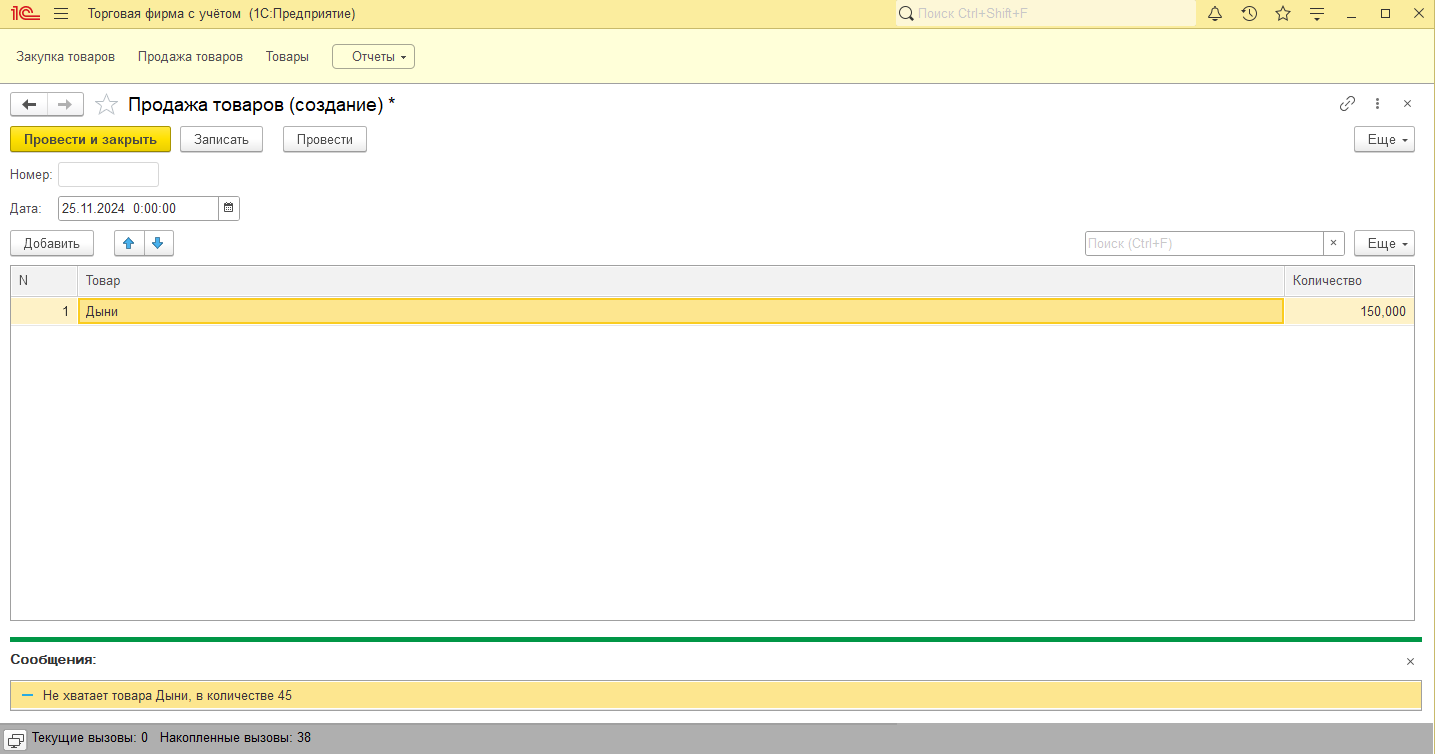 1С Торговая фирма с учётом (1С:Предприятие) Поиск Ctrl+Shift+F
Закупка товаров Продажа товаров Товары Отчеты
Продажа товаров (создание) *
Провести и закрыть Записать Провести Еще
Номер:
Дата: 25.11.2024 0:00:00
Добавить Поиск (Ctrl+F) × Еще
N Товар Количество
1 Дыни 150,000
Сообщения:
Не хватает товара Дыни, в количестве 45
Текущие вызовы: 0 Накопленные вызовы: 38